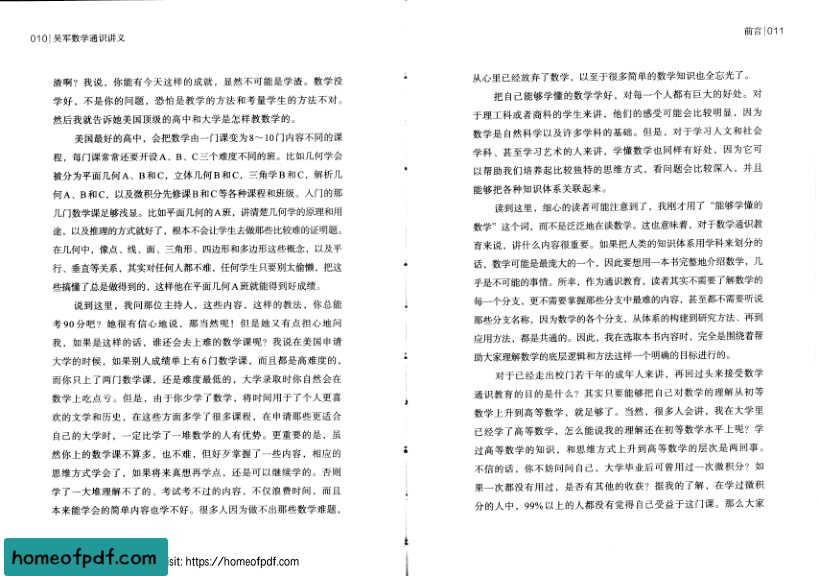 010|吴军数学通识讲义
渣啊？我说，你能有今天这样的成就，显然不可能是学渣。数学没
学好，不是你的问题，恐怕是教学的方法和考量学生的方法不对。
然后我就告诉她美国顶级的高中和大学是怎样教数学的。
美国最好的高中，会把数学由一门课变为8～10门内容不同的课
程，每门课常常还要开设A、B、C三个难度不同的班。比如几何学会
被分为平面几何A、B和C，立体几何B和C，三角学B和C，解析几
何A、B和C，以及微积分先修课B和C等各种课程和班级。入门的那
几门数学课足够浅显。比如平面几何的A班，讲清楚几何学的原理和用
途，以及推理的方式就好了，根本不会让学生去做那些比较难的证明题。
在几何中，像点、线、面、三角形、四边形和多边形这些概念，以及平
行、垂直等关系，其实对任何人都不难，任何学生只要别太偷懒，把这
些搞懂了总是做得到的，这样他在平面几何A班就能得到好成绩。
说到这里，我问那位主持人，这些内容，这样的教法，你总能
考90分吧？她很有信心地说，那当然呢！但是她又有点担心地问
我，如果是这样的话，谁还会去上难的数学课呢？我说在美国申请
大学的时候，如果别人成绩单上有6门数学课，而且都是高难度的，
而你只上了两门数学课，还是难度最低的，大学录取时你自然会在
数学上吃点亏。但是，由于你少学了数学，将时间用于了个人更喜
欢的文学和历史，在这些方面多学了很多课程，在申请那些更适合
自己的大学时，一定比学了一堆数学的人有优势。更重要的是，虽
然你上的数学课不算多，也不难，但好歹掌握了一些内容，相应的
思维方式学会了，如果将来真想再学点，还是可以继续学的。否则
学了一大堆理解不了的、考试考不过的内容，不仅浪费时间，而且
本来能学会的简单内容也学不好。很多人因为做不出那些数学难题，
前言|011
从心里已经放弃了数学，以至于很多简单的数学知识也全忘光了。
把自己能够学懂的数学学好，对每一个人都有巨大的好处。对
于理工科或者商科的学生来讲，他们的感受可能会比较明显，因为
数学是自然科学以及许多学科的基础。但是，对于学习人文和社会
学科、甚至学习艺术的人来讲，学懂数学也同样有好处，因为它可
以帮助我们培养起比较独特的思维方式，看问题会比较深入，并且
能够把各种知识体系关联起来。
读到这里，细心的读者可能注意到了，我刚才用了“能够学懂的
数学”这个词，而不是泛泛地在谈数学。这也意味着，对于数学通识教
育来说，讲什么内容很重要。如果把人类的知识体系用学科来划分的
话，数学可能是最庞大的一个，因此要想用一本书完整地介绍数学，几
乎是不可能的事情。所幸，作为通识教育，读者其实不需要了解数学的
每一个分支，更不需要掌握那些分支中最难的内容，甚至都不需要听说
那些分支名称，因为数学的各个分支，从体系的构建到研究方法、再到
应用方法，都是共通的。因此，我在选取本书内容时，完全是围绕着帮
助大家理解数学的底层逻辑和方法这样一个明确的目标进行的。
对于已经走出校门若干年的成年人来讲，再回过头来接受数学
通识教育的目的是什么？其实只要能够把自己对数学的理解从初等
数学上升到高等数学，就足够了。当然，很多人会讲，我在大学里
已经学了高等数学，怎么能说我的理解还在初等数学水平上呢？学
过高等数学的知识，和思维方式上升到高等数学的层次是两回事。
不信的话，你不妨问问自己，大学毕业后可曾用过一次微积分？如
果一次都没有用过，是否有其他的收获？据我的了解，在学过微积
分的人中，99%以上的人都没有觉得自己受益于这门课。那么大家
homeofpdf.com
isit: https://homeofpdf.com